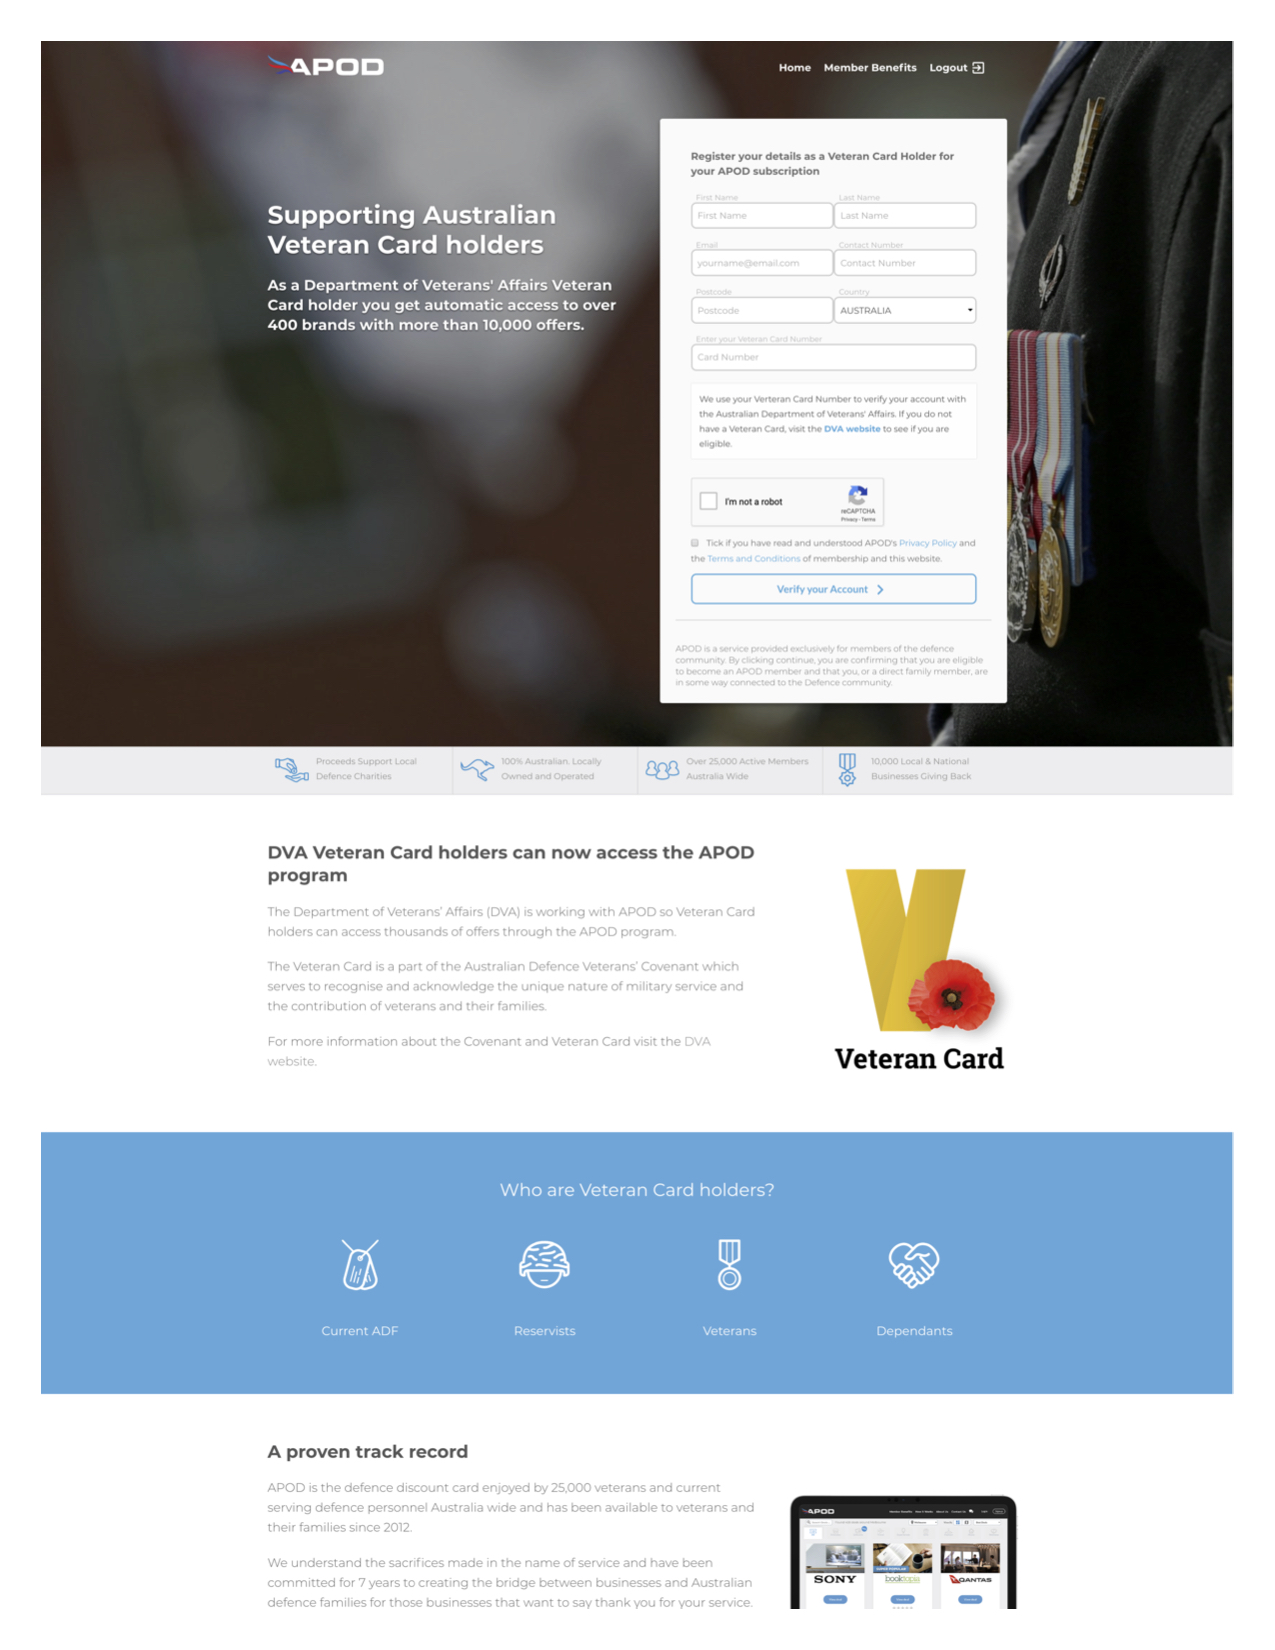 APOD
Home Member Benefits Logout
Supporting Australian
Veteran Card holders
As a Department of Veterans' Affairs Veteran
Card holder you get automatic access to over
400 brands with more than 10,000 offers.
Register your details as a Veteran Card Holder for
your APOD subscription
First Name Last Name
First Name Last Name
Email Contact Number
yourname@email.com Contact Number
Postcode Country
Postcode AUSTRALIA
Enter your Veteran Card Number
Card Number
We use your Verteran Card Number to verify your account with
the Australian Department of Veterans' Affairs. If you do not
have a Veteran Card, visit the DVA website to see if you are
eligible.
I'm not a robot
reCAPTCHA
Privacy - Terms
Tick if you have read and understood APOD's Privacy Policy and
the Terms and Conditions of membership and this website.
Verify your Account
APOD is a service provided exclusively for members of the defence
community. By clicking continue, you are confirming that you are eligible
to become an APOD member and that you, or a direct family member, are
in some way connected to the Defence community.
Proceeds Support Local
Defence Charities
100% Australian. Locally
Owned and Operated
Over 25,000 Active Members
Australia Wide
10,000 Local & National
Businesses Giving Back
DVA Veteran Card holders can now access the APOD
program
The Department of Veterans' Affairs (DVA) is working with APOD so Veteran Card
holders can access thousands of offers through the APOD program.
The Veteran Card is a part of the Australian Defence Veterans' Covenant which
serves to recognise and acknowledge the unique nature of military service and
the contribution of veterans and their families.
For more information about the Covenant and Veteran Card visit the DVA
website.
Veteran Card
Who are Veteran Card holders?
Current ADF
Reservists
Veterans
Dependants
A proven track record
APOD is the defence discount card enjoyed by 25,000 veterans and current
serving defence personnel Australia wide and has been available to veterans and
their families since 2012.
We understand the sacrifices made in the name of service and have been
committed for 7 years to creating the bridge between businesses and Australian
defence families for those businesses that want to say thank you for your service.
APOD
SONY
booktopia
QANTAS